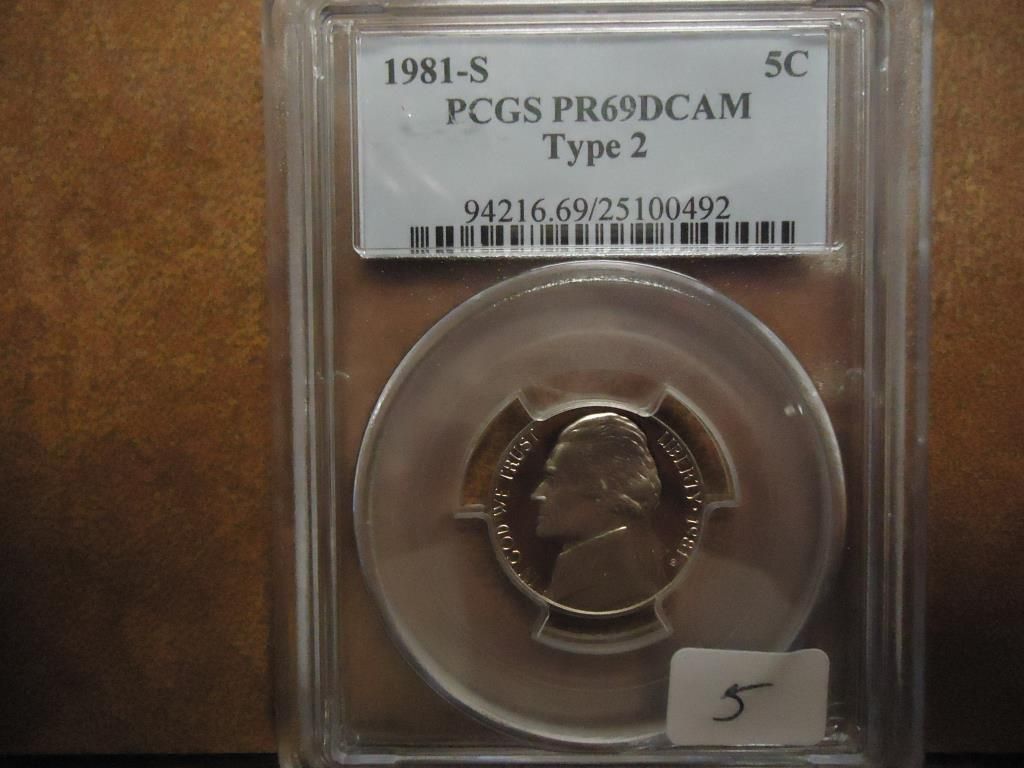 1981-S 5C
PCGS PR69DCAM
Type 2
94216.69/25100492
IN GOD WE TRUST
LIBERTY · 1981
S
5